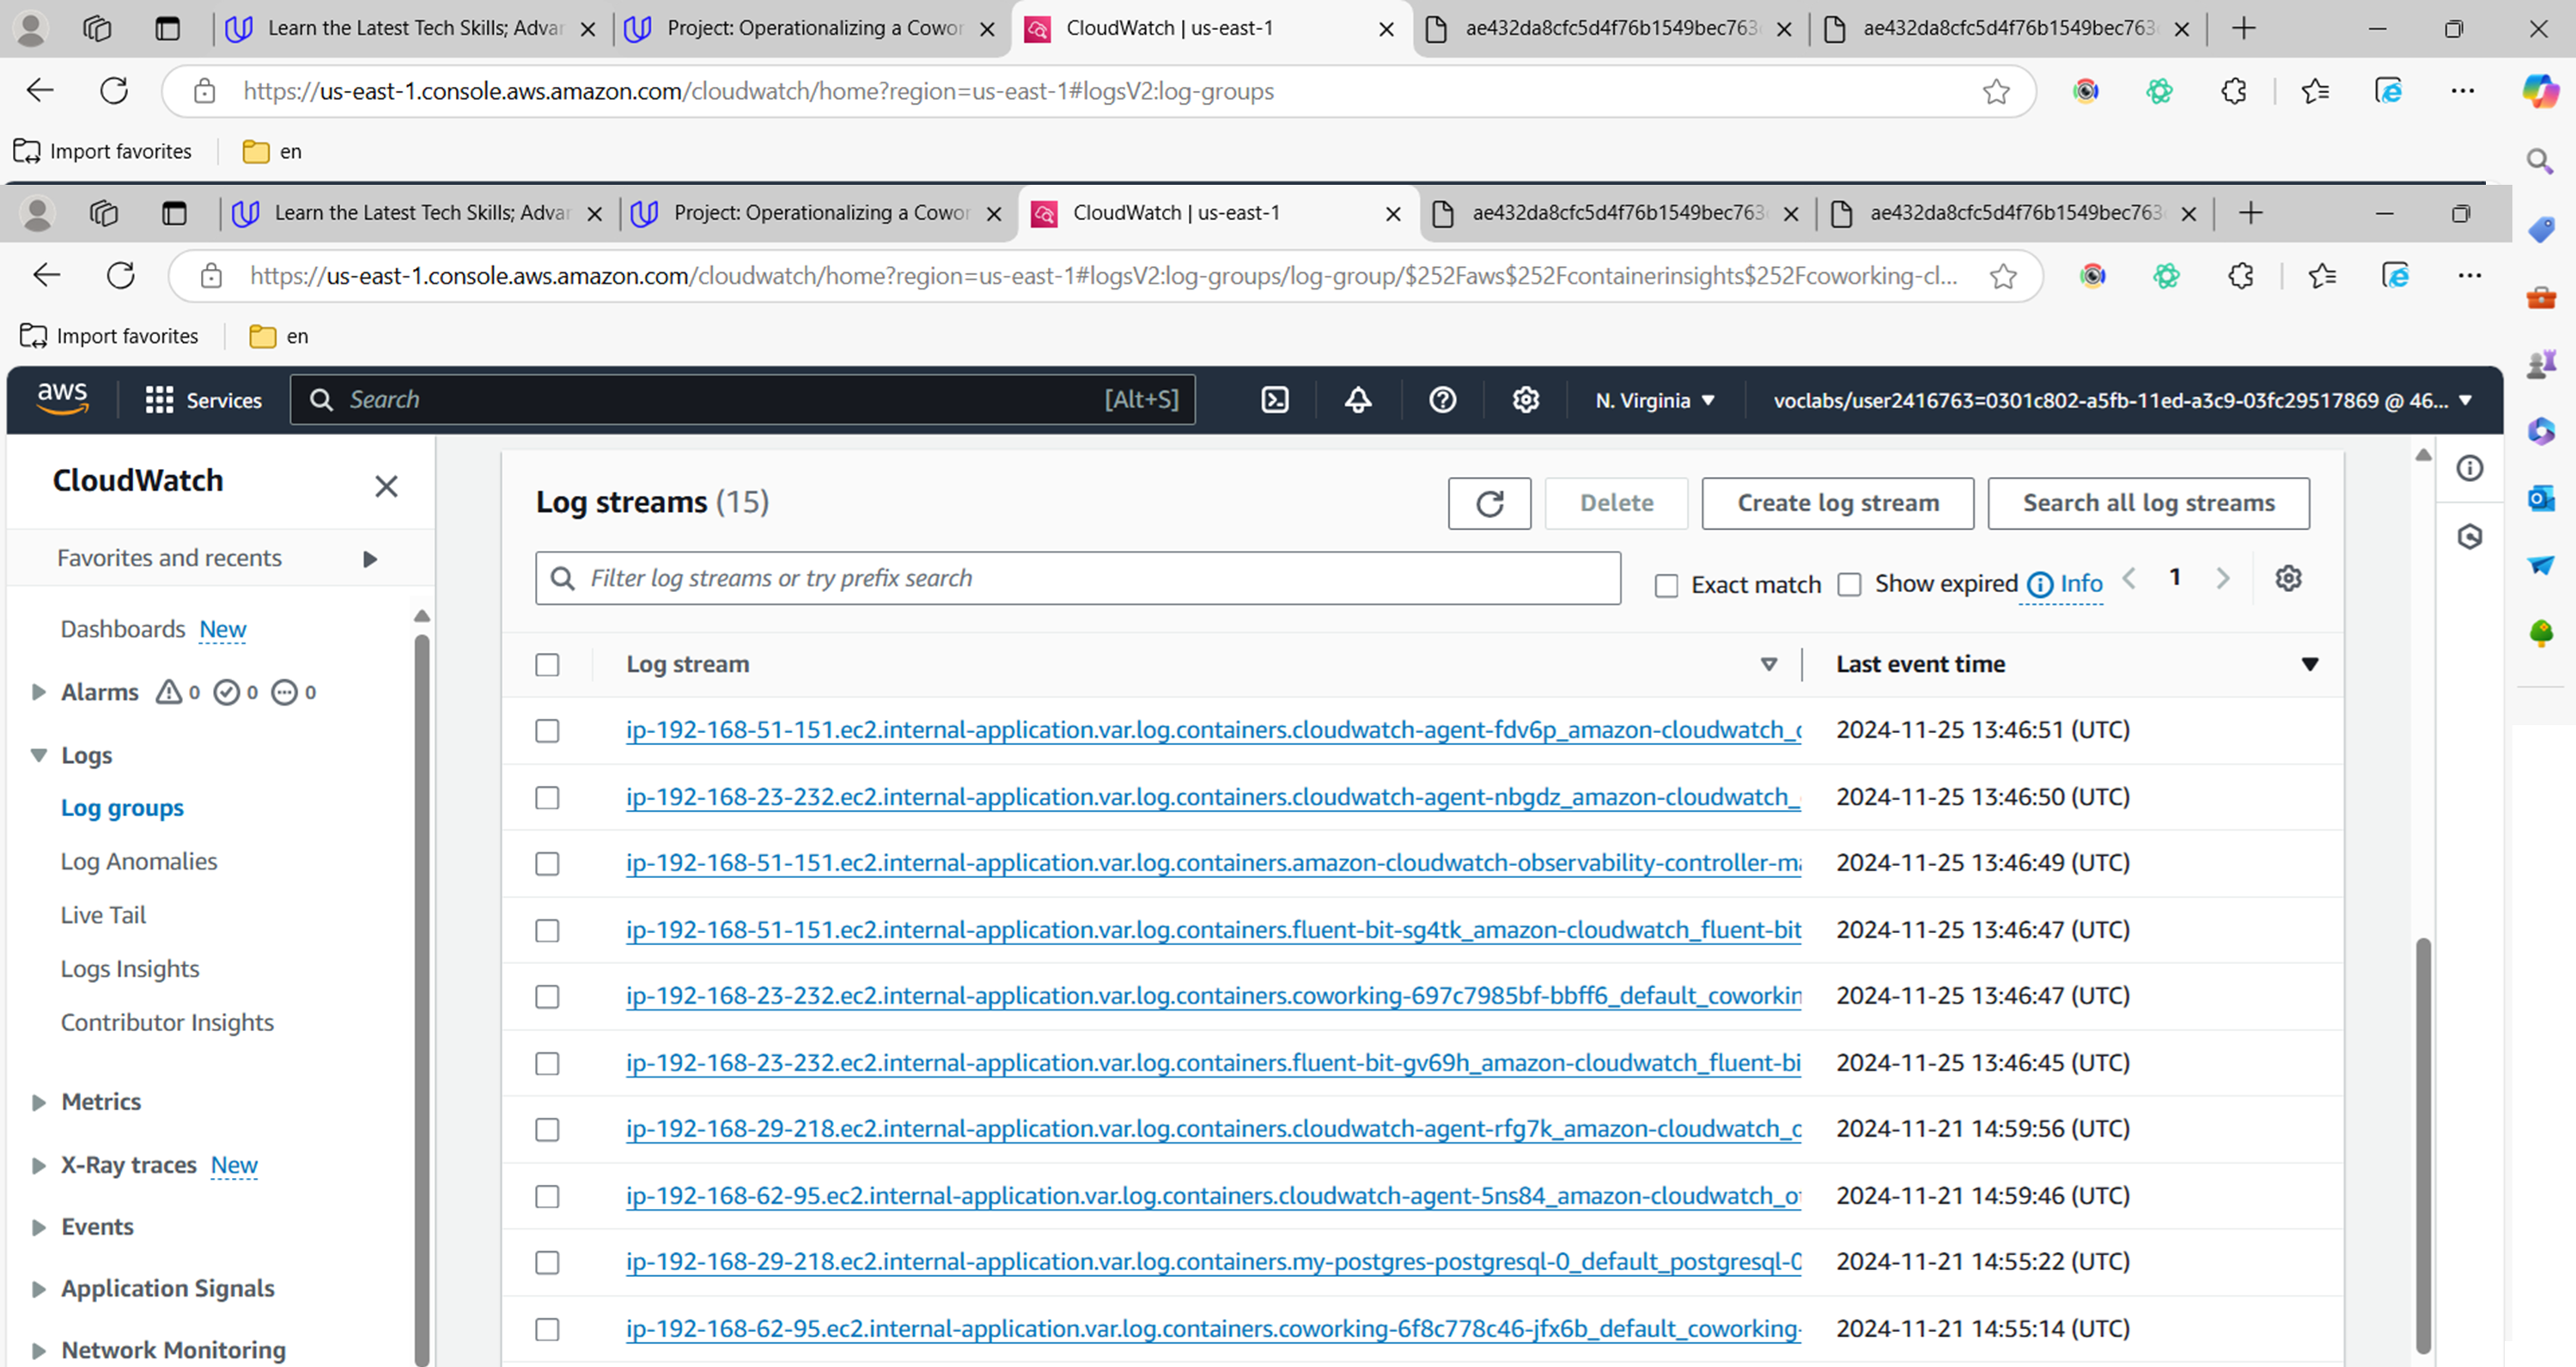 Learn the Latest Tech Skills; Advan
Project: Operationalizing a Cowor
CloudWatch | us-east-1
ae432da8cfc5d4f76b1549bec763
ae432da8cfc5d4f76b1549bec763
https://us-east-1.console.aws.amazon.com/cloudwatch/home?region=us-east-1#logsV2:log-groups
Import favorites
en
Learn the Latest Tech Skills; Advan
Project: Operationalizing a Cowor
CloudWatch | us-east-1
ae432da8cfc5d4f76b1549bec763
ae432da8cfc5d4f76b1549bec763
https://us-east-1.console.aws.amazon.com/cloudwatch/home?region=us-east-1#logsV2:log-groups/log-group/$252Faws$252Fcontainerinsights$252Fcoworking-cl...
Import favorites
en
aws
Services
Search [Alt+S]
N. Virginia
voclabs/user2416763=0301c802-a5fb-11ed-a3c9-03fc29517869 @ 46...
CloudWatch
Favorites and recents
Dashboards New
Alarms 0 0 0
Logs
Log groups
Log Anomalies
Live Tail
Logs Insights
Contributor Insights
Metrics
X-Ray traces New
Events
Application Signals
Network Monitoring
Log streams (15)
Delete
Create log stream
Search all log streams
Filter log streams or try prefix search
Exact match
Show expired
Info
1
Log stream
Last event time
ip-192-168-51-151.ec2.internal-application.var.log.containers.cloudwatch-agent-fdv6p_amazon-cloudwatch_o 2024-11-25 13:46:51 (UTC)
ip-192-168-23-232.ec2.internal-application.var.log.containers.cloudwatch-agent-nbgdz_amazon-cloudwatch_ 2024-11-25 13:46:50 (UTC)
ip-192-168-51-151.ec2.internal-application.var.log.containers.amazon-cloudwatch-observability-controller-ma 2024-11-25 13:46:49 (UTC)
ip-192-168-51-151.ec2.internal-application.var.log.containers.fluent-bit-sg4tk_amazon-cloudwatch_fluent-bit 2024-11-25 13:46:47 (UTC)
ip-192-168-23-232.ec2.internal-application.var.log.containers.coworking-697c7985bf-bbff6_default_coworkin 2024-11-25 13:46:47 (UTC)
ip-192-168-23-232.ec2.internal-application.var.log.containers.fluent-bit-gv69h_amazon-cloudwatch_fluent-bi 2024-11-25 13:46:45 (UTC)
ip-192-168-29-218.ec2.internal-application.var.log.containers.cloudwatch-agent-rfg7k_amazon-cloudwatch_o 2024-11-21 14:59:56 (UTC)
ip-192-168-62-95.ec2.internal-application.var.log.containers.cloudwatch-agent-5ns84_amazon-cloudwatch_ot 2024-11-21 14:59:46 (UTC)
ip-192-168-29-218.ec2.internal-application.var.log.containers.my-postgres-postgresql-0_default_postgresql-0 2024-11-21 14:55:22 (UTC)
ip-192-168-62-95.ec2.internal-application.var.log.containers.coworking-6f8c778c46-jfx6b_default_coworking- 2024-11-21 14:55:14 (UTC)